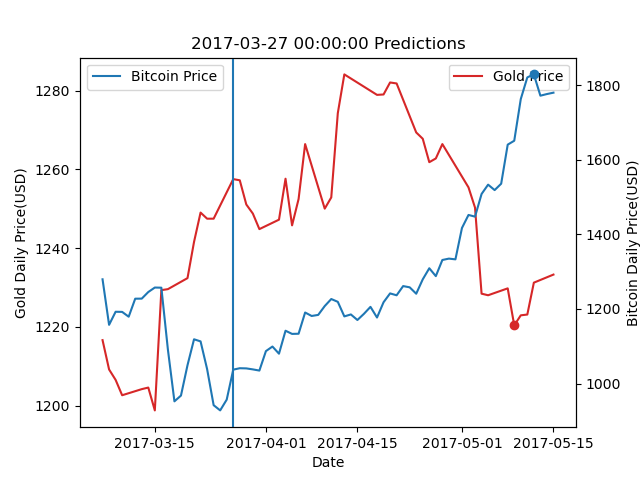 2017-03-27 00:00:00 Predictions
Bitcoin Price
Gold Price
1280
1260
1240
1220
1200
Gold Daily Price(USD)
1800
1600
1400
1200
1000
Bitcoin Daily Price(USD)
2017-03-15
2017-04-01
2017-04-15
2017-05-01
2017-05-15
Date